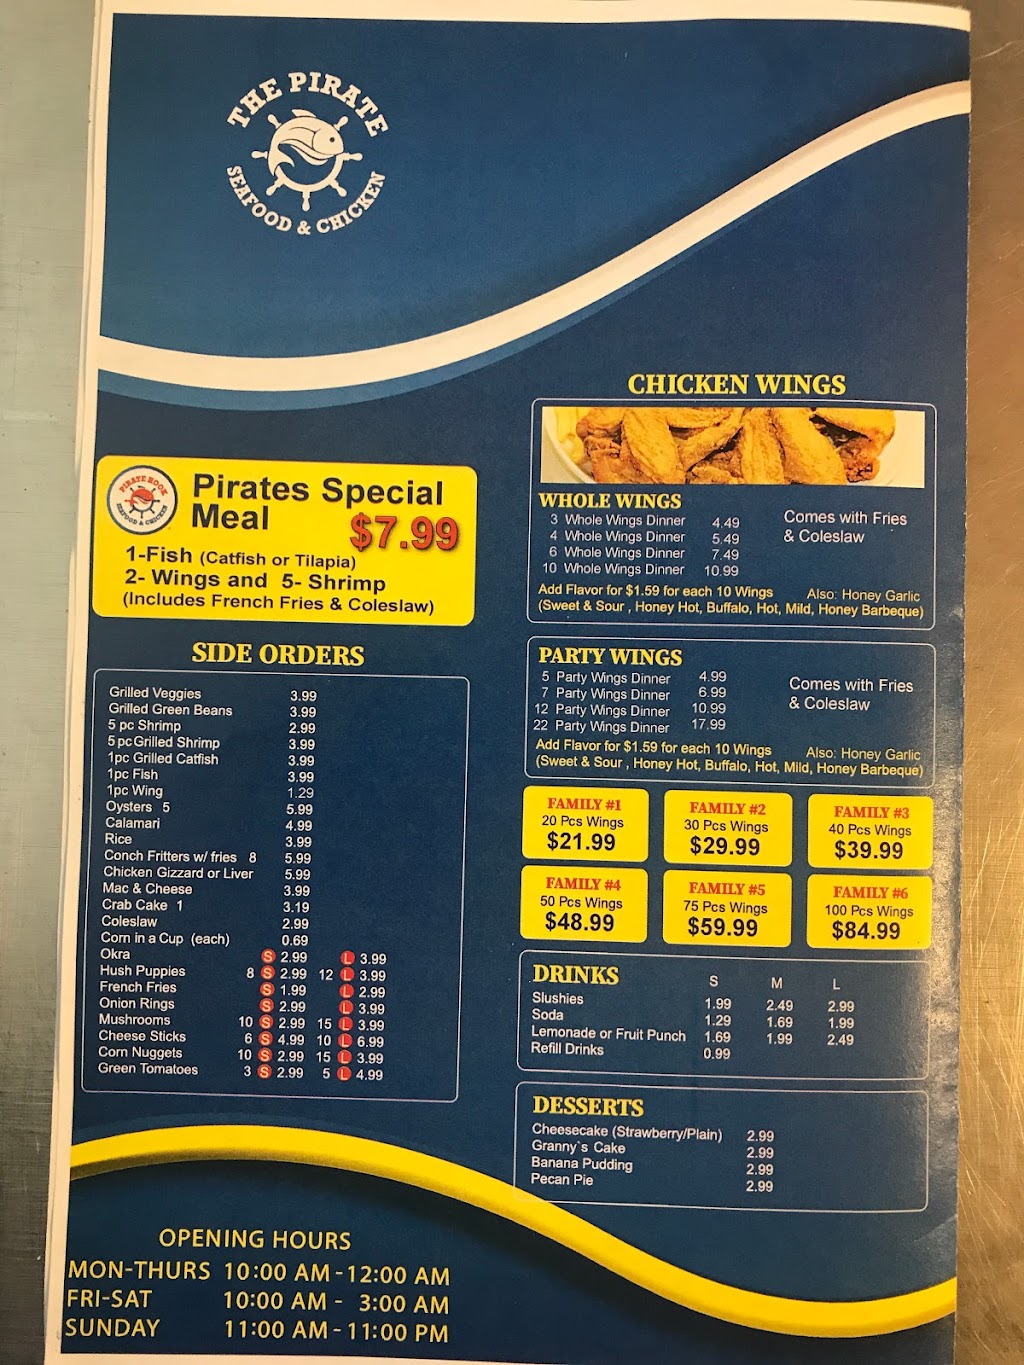 THE PIRATE
SEAFOOD & CHICKEN
PIRATE HOOK
SEAFOOD & CHICKEN
Pirates Special
Meal $7.99
1-Fish (Catfish or Tilapia)
2- Wings and 5- Shrimp
(Includes French Fries & Coleslaw)
SIDE ORDERS
Grilled Veggies 3.99
Grilled Green Beans 3.99
5 pc Shrimp 2.99
5 pc Grilled Shrimp 3.99
1pc Grilled Catfish 3.99
1pc Fish 3.99
1pc Wing 1.29
Oysters 5 5.99
Calamari 4.99
Rice 3.99
Conch Fritters w/ fries 8 5.99
Chicken Gizzard or Liver 5.99
Mac & Cheese 3.99
Crab Cake 1 3.19
Coleslaw 2.99
Corn in a Cup (each) 0.69
Okra S 2.99 L 3.99
Hush Puppies 8 S 2.99 12 L 3.99
French Fries S 1.99 L 2.99
Onion Rings S 2.99 L 3.99
Mushrooms 10 S 2.99 15 L 3.99
Cheese Sticks 6 S 4.99 10 L 6.99
Corn Nuggets 10 S 2.99 15 L 3.99
Green Tomatoes 3 S 2.99 5 L 4.99
OPENING HOURS
MON-THURS 10:00 AM - 12:00 AM
FRI-SAT 10:00 AM - 3:00 AM
SUNDAY 11:00 AM - 11:00 PM
CHICKEN WINGS
WHOLE WINGS
3 Whole Wings Dinner 4.49
4 Whole Wings Dinner 5.49
6 Whole Wings Dinner 7.49
10 Whole Wings Dinner 10.99
Comes with Fries
& Coleslaw
Add Flavor for $1.59 for each 10 Wings Also: Honey Garlic
(Sweet & Sour , Honey Hot, Buffalo, Hot, Mild, Honey Barbeque)
PARTY WINGS
5 Party Wings Dinner 4.99
7 Party Wings Dinner 6.99
12 Party Wings Dinner 10.99
22 Party Wings Dinner 17.99
Comes with Fries
& Coleslaw
Add Flavor for $1.59 for each 10 Wings Also: Honey Garlic
(Sweet & Sour , Honey Hot, Buffalo, Hot, Mild, Honey Barbeque)
FAMILY #1
20 Pcs Wings
$21.99
FAMILY #2
30 Pcs Wings
$29.99
FAMILY #3
40 Pcs Wings
$39.99
FAMILY #4
50 Pcs Wings
$48.99
FAMILY #5
75 Pcs Wings
$59.99
FAMILY #6
100 Pcs Wings
$84.99
DRINKS S M L
Slushies 1.99 2.49 2.99
Soda 1.29 1.69 1.99
Lemonade or Fruit Punch 1.69 1.99 2.49
Refill Drinks 0.99
DESSERTS
Cheesecake (Strawberry/Plain) 2.99
Granny`s Cake 2.99
Banana Pudding 2.99
Pecan Pie 2.99